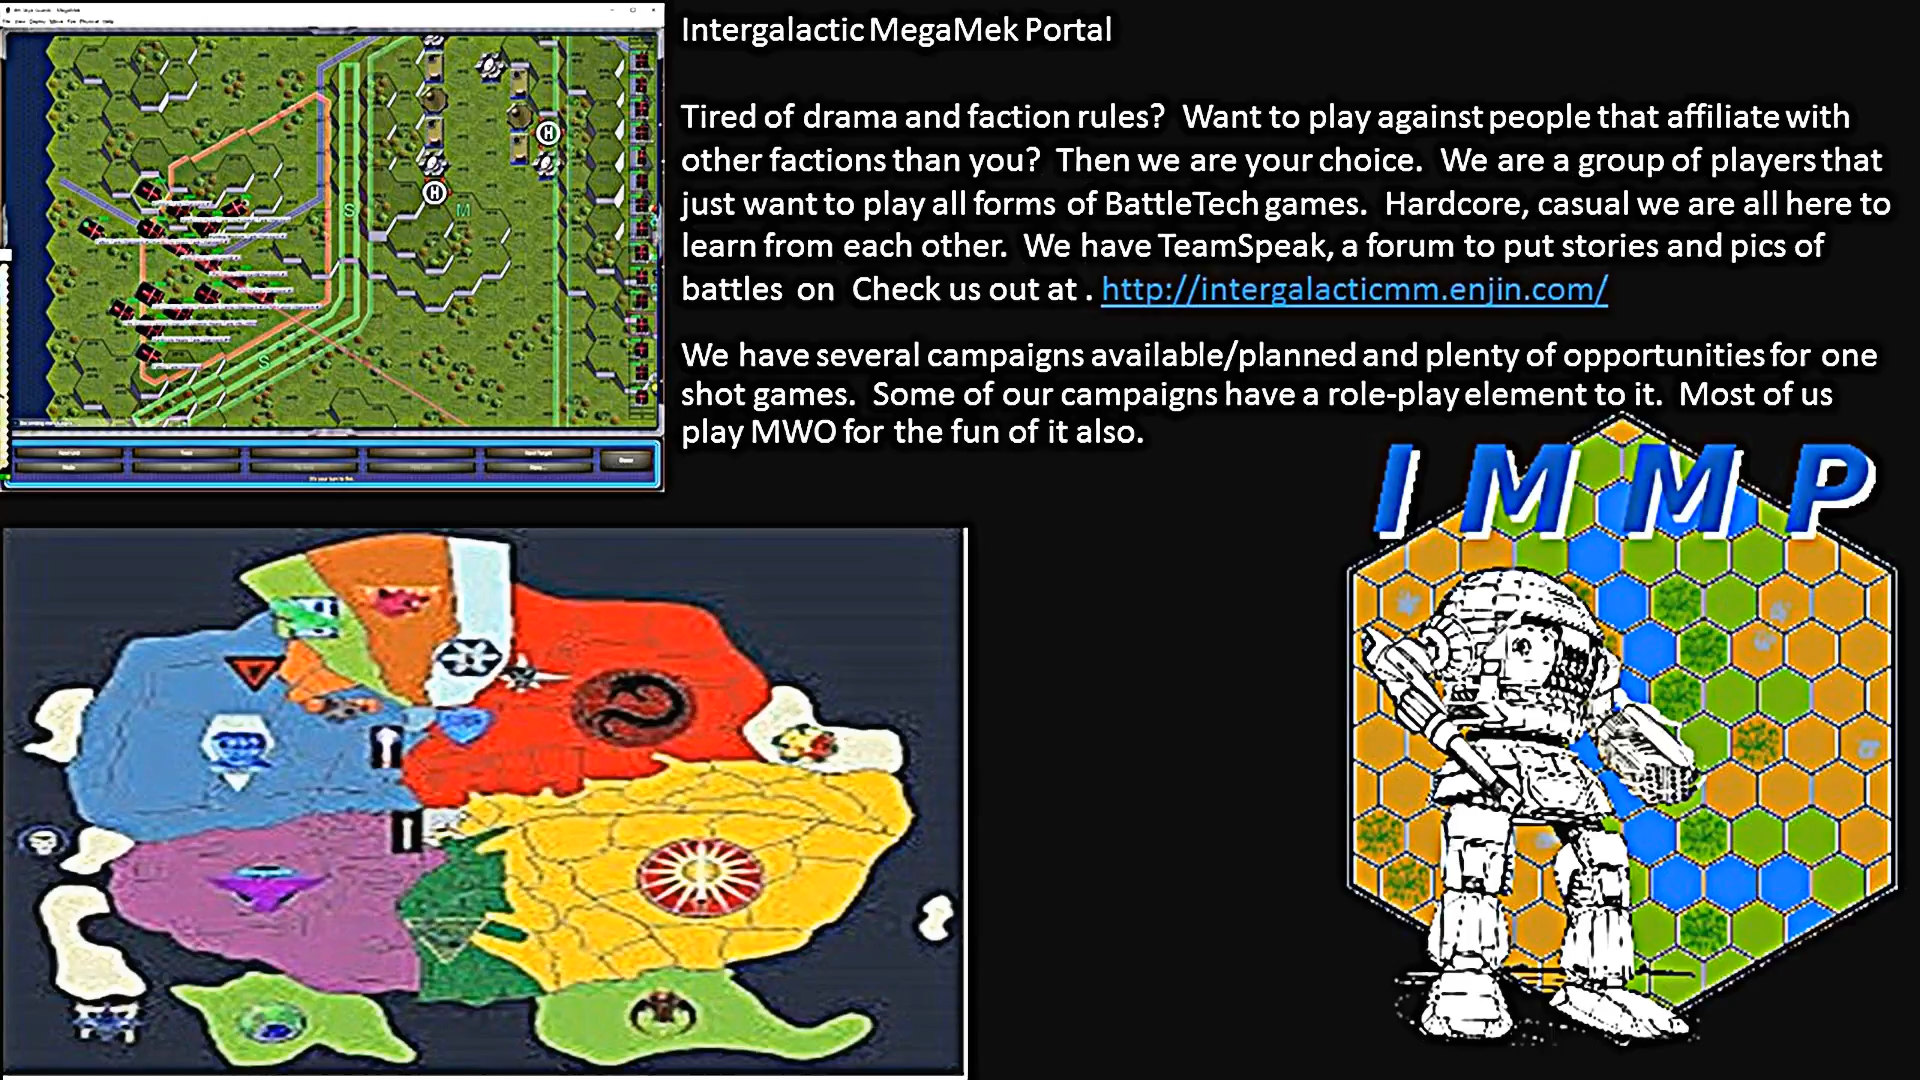 Intergalactic MegaMek Portal
Tired of drama and faction rules? Want to play against people that affiliate with
other factions than you? Then we are your choice. We are a group of players that
just want to play all forms of BattleTech games. Hardcore, casual we are all here to
learn from each other. We have TeamSpeak, a forum to put stories and pics of
battles on Check us out at . http://intergalacticmm.enjin.com/
We have several campaigns available/planned and plenty of opportunities for one
shot games. Some of our campaigns have a role-play element to it. Most of us
play MWO for the fun of it also.
I M M P
H
H
S
M
S